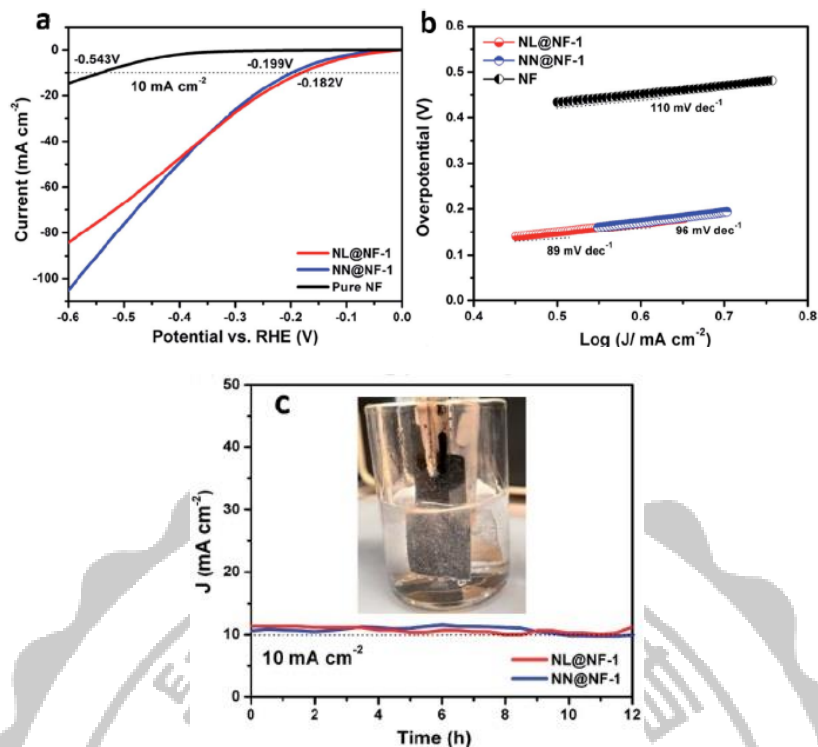 a
0
-20
-40
-60
-80
-100
Current (mA cm⁻²)
-0.543V
-0.199V
10 mA cm⁻²
-0.182V
NL@NF-1
NN@NF-1
Pure NF
-0.6 -0.5 -0.4 -0.3 -0.2 -0.1 0.0
Potential vs. RHE (V)
b
0.6
0.5
0.4
0.3
0.2
0.1
0.0
Overpotential (V)
NL@NF-1
NN@NF-1
NF
110 mV dec⁻¹
96 mV dec⁻¹
89 mV dec⁻¹
0.4 0.5 0.6 0.7 0.8
Log (J/ mA cm⁻²)
c
50
40
30
20
10
0
J (mA cm⁻²)
10 mA cm⁻²
NL@NF-1
NN@NF-1
0 2 4 6 8 10 12
Time (h)